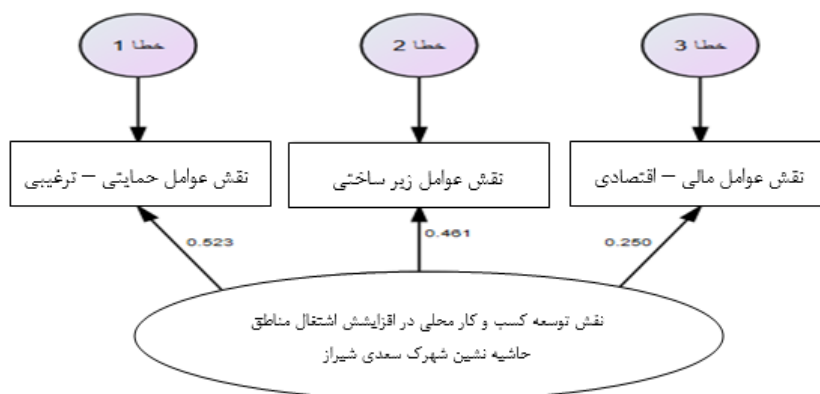 خطا 1
خطا 2
خطا 3
نقش عوامل حمایتی – ترغیبی
نقش عوامل زیر ساختی
نقش عوامل مالی – اقتصادی
0.523
0.461
0.250
نقش توسعه کسب و کار محلی در افزایشش اشتغال مناطق
حاشیه نشین شهرک سعدی شیراز